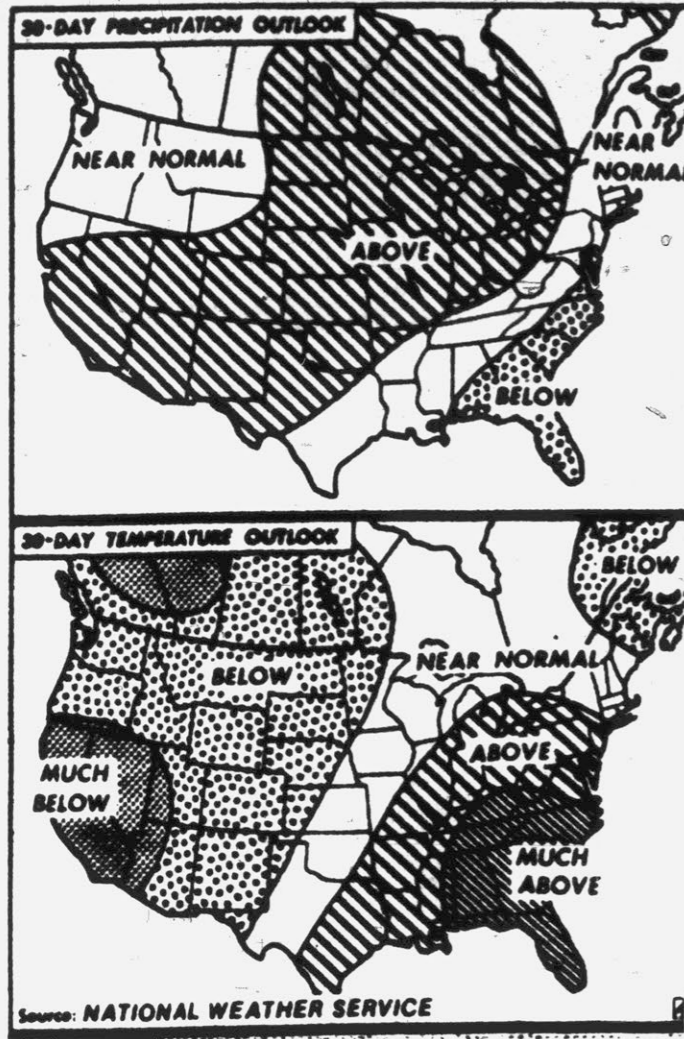 30-DAY PRECIPITATION OUTLOOK
NEAR NORMAL
NEAR
NORMAL
ABOVE
BELOW
30-DAY TEMPERATURE OUTLOOK
BELOW
BELOW
NEAR NORMAL
ABOVE
MUCH
BELOW
MUCH
ABOVE
Source: NATIONAL WEATHER SERVICE